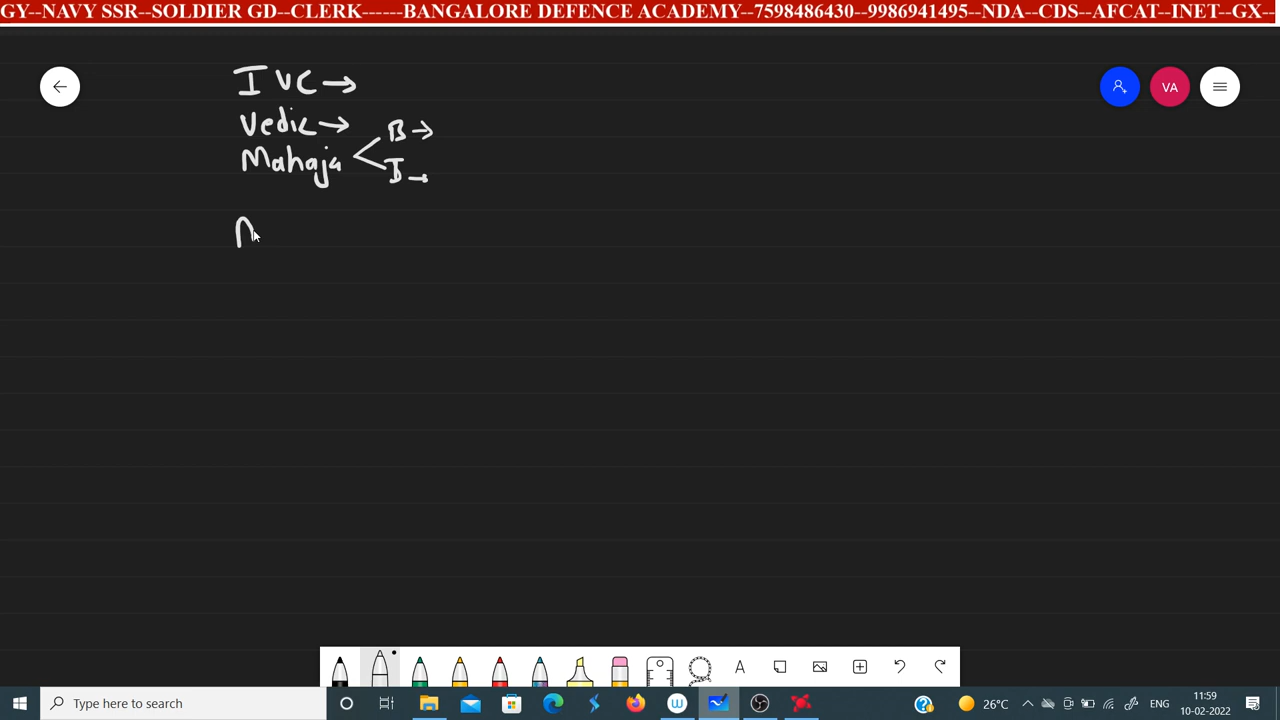 GY--NAVY SSR--SOLDIER GD--CLERK------BANGALORE DEFENCE ACADEMY--7598486430--9986941495--NDA--CDS--AFCAT--INET--GX--
VA
IVC →
Vedic →
Mahaja < B →
I →
A
Type here to search
26°C
ENG
11:59
10-02-2022